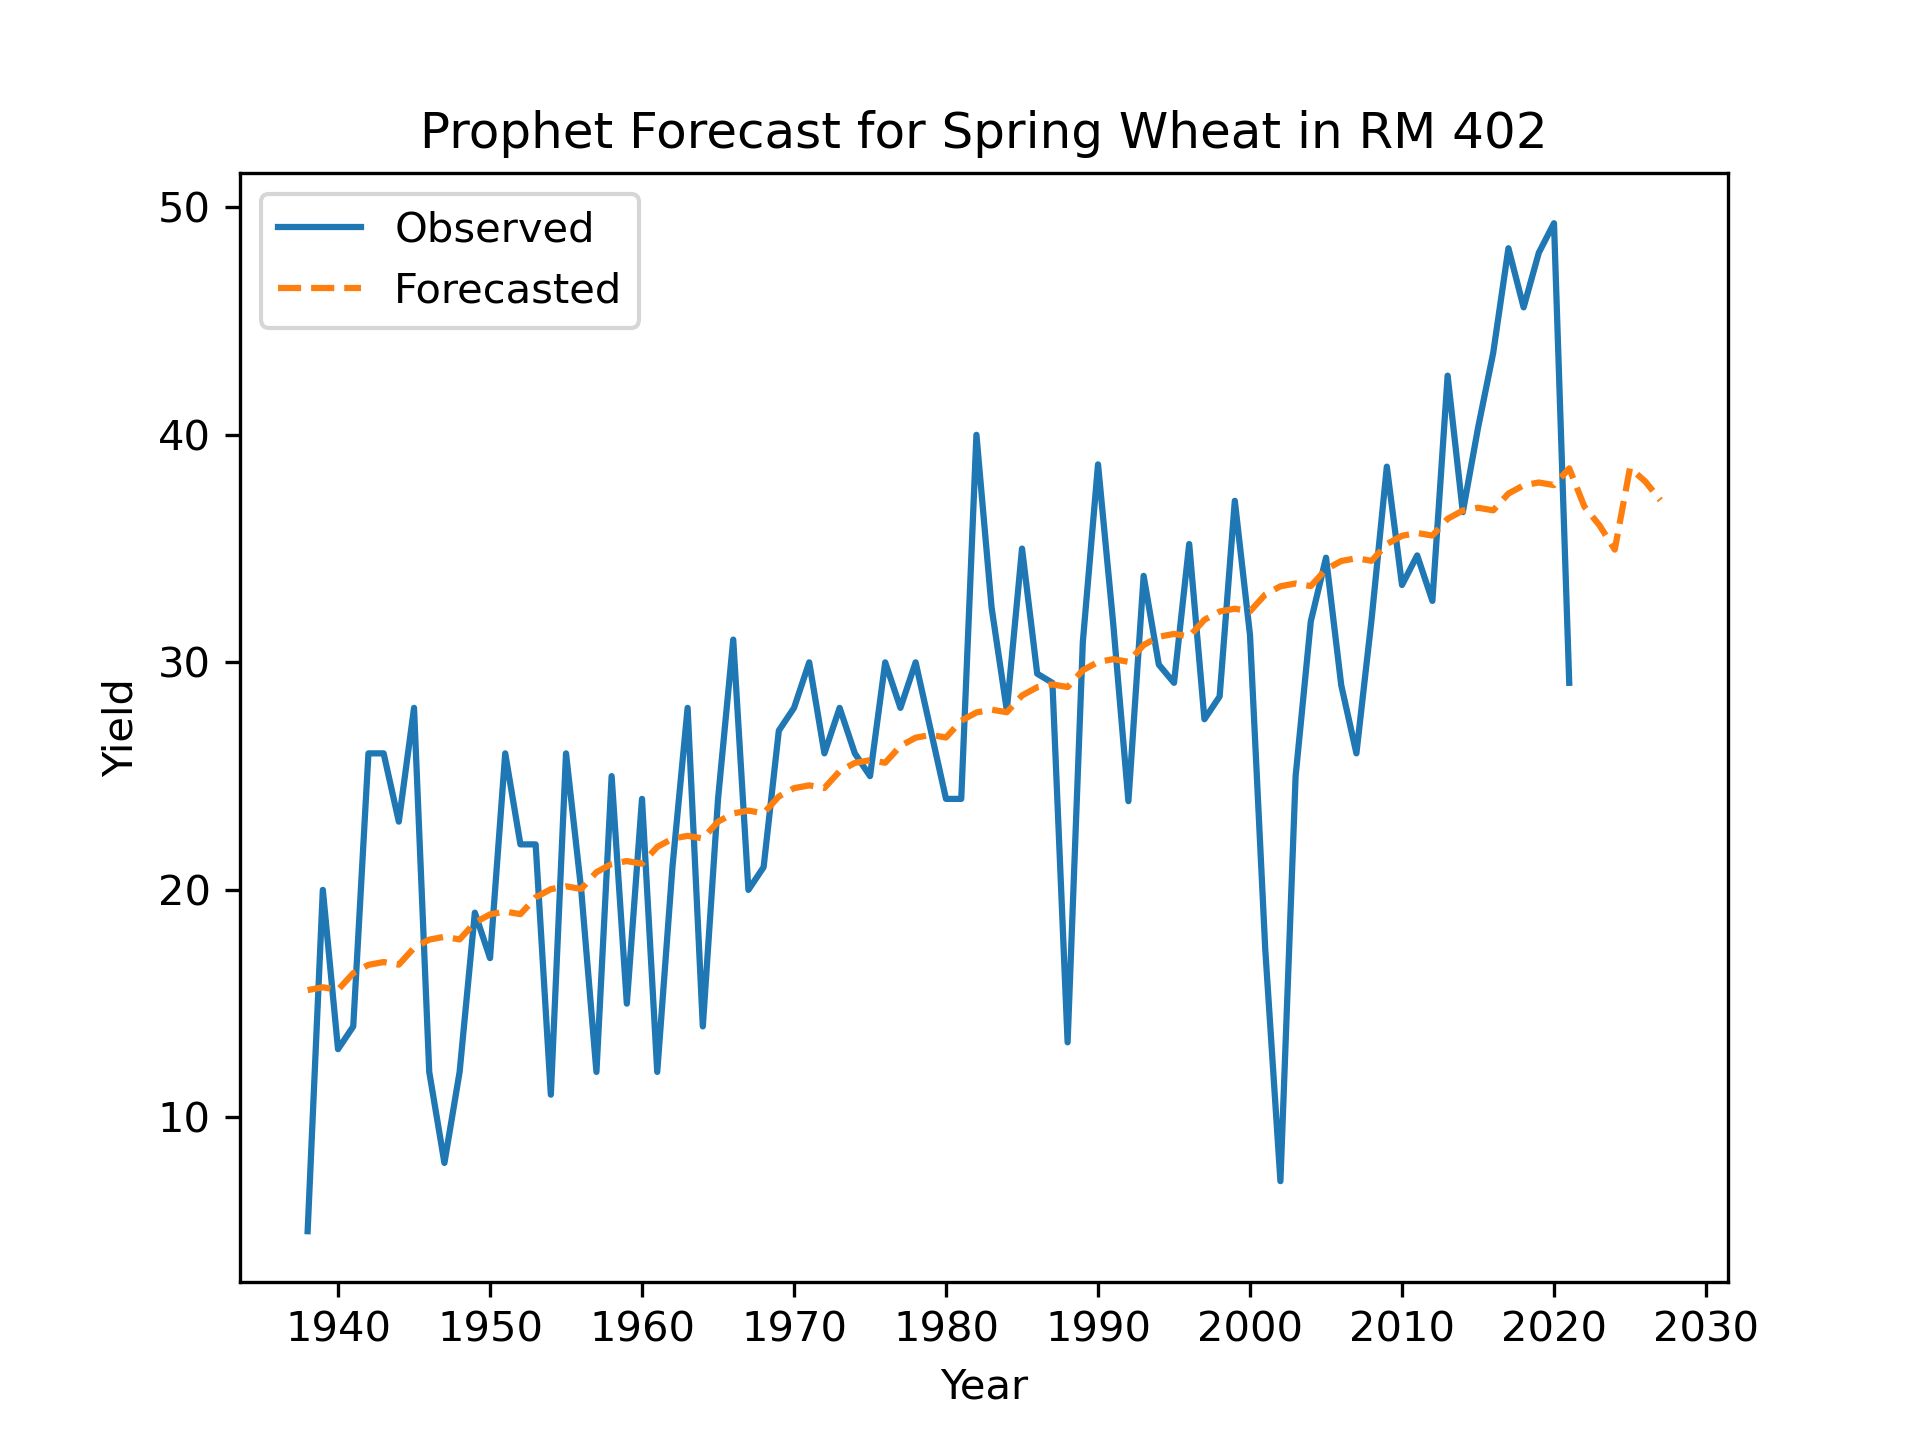 Prophet Forecast for Spring Wheat in RM 402
Observed
Forecasted
50
40
30
20
10
Yield
1940 1950 1960 1970 1980 1990 2000 2010 2020 2030
Year